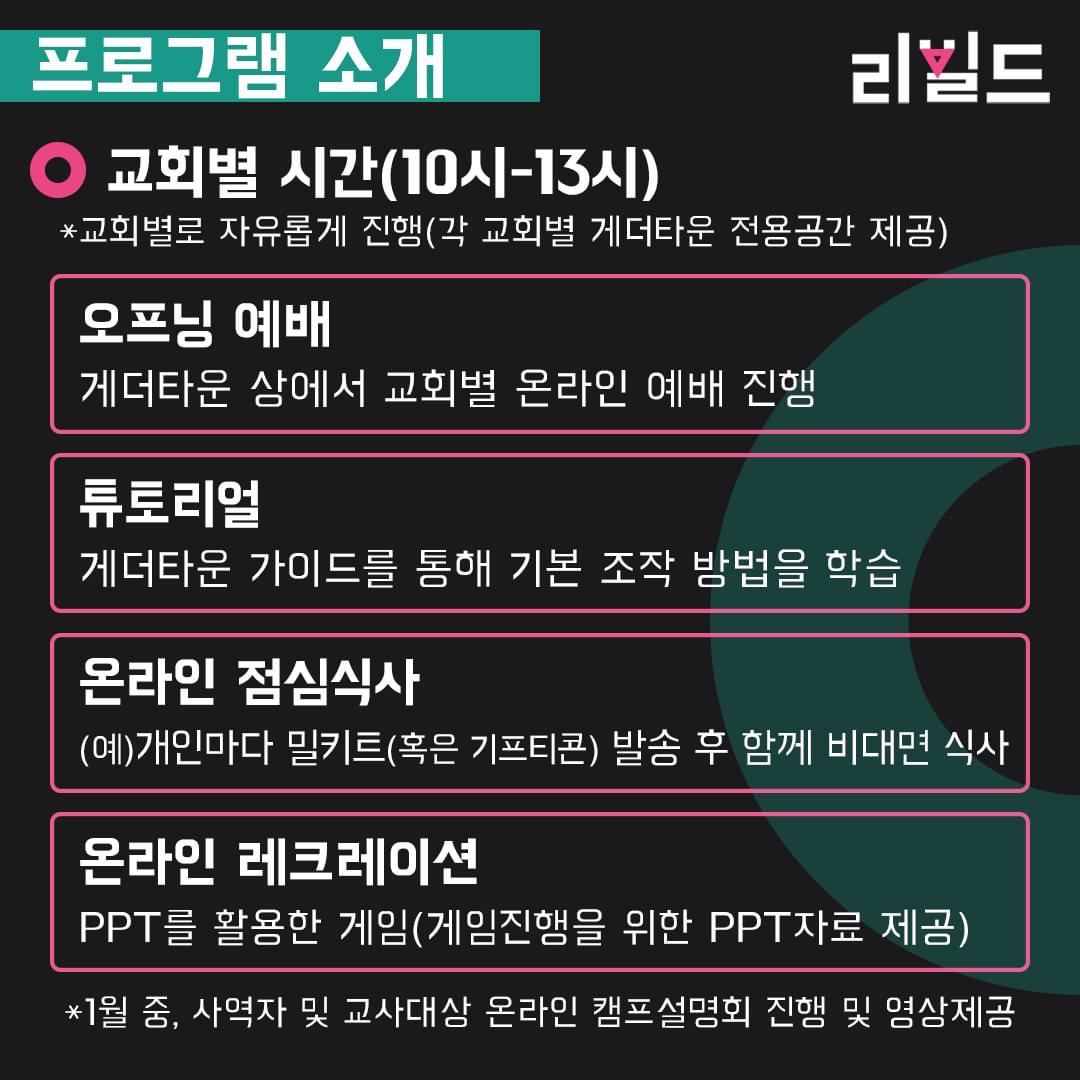 프로그램 소개
리빌드
교회별 시간(10시-13시)
*교회별로 자유롭게 진행(각 교회별 게더타운 전용공간 제공)
오프닝 예배
게더타운 상에서 교회별 온라인 예배 진행
튜토리얼
게더타운 가이드를 통해 기본 조작 방법을 학습
온라인 점심식사
(예)개인마다 밀키트(혹은 기프티콘) 발송 후 함께 비대면 식사
온라인 레크레이션
PPT를 활용한 게임(게임진행을 위한 PPT자료 제공)
*1월 중, 사역자 및 교사대상 온라인 캠프설명회 진행 및 영상제공